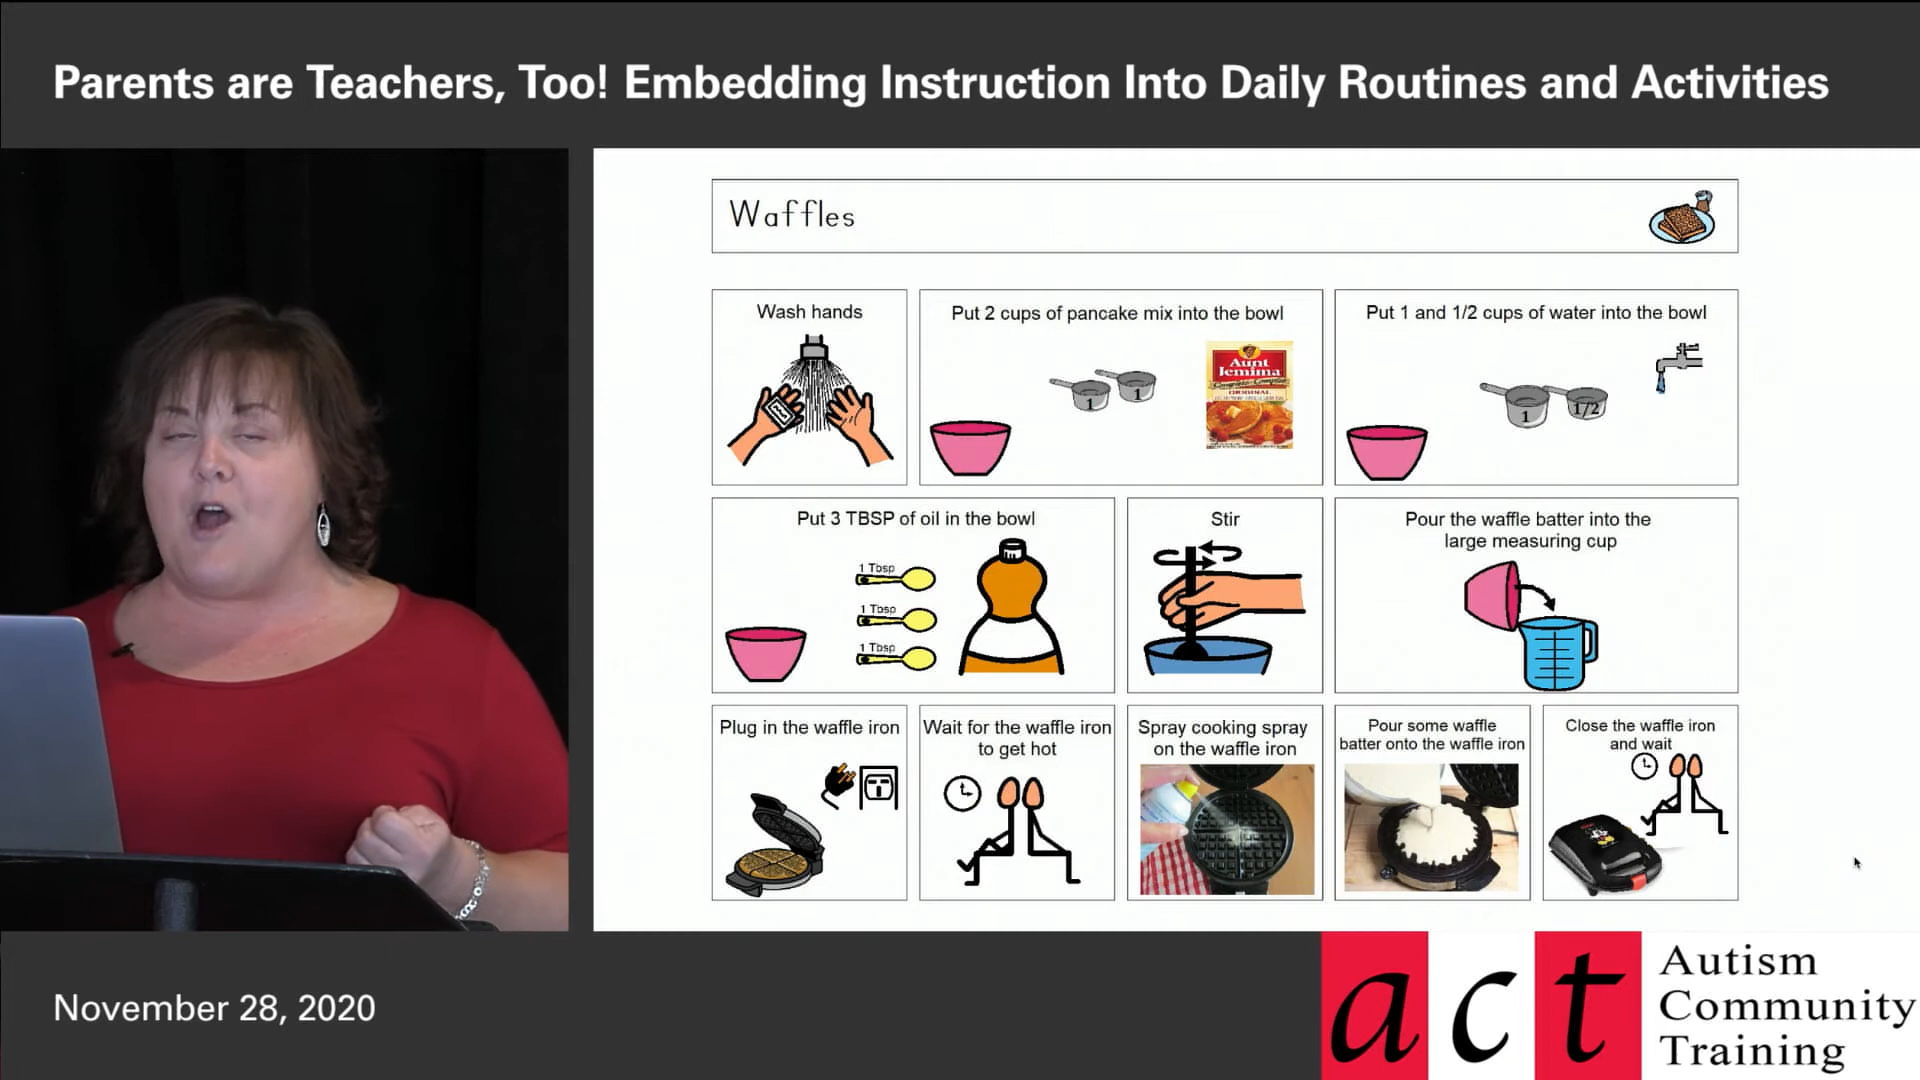 Parents are Teachers, Too! Embedding Instruction Into Daily Routines and Activities
Waffles
Wash hands
Put 2 cups of pancake mix into the bowl
1
1
Aunt
Jemima
ORIGINAL
Put 1 and 1/2 cups of water into the bowl
1
1/2
Put 3 TBSP of oil in the bowl
1 Tbsp
1 Tbsp
1 Tbsp
Stir
Pour the waffle batter into the
large measuring cup
Plug in the waffle iron
Wait for the waffle iron
to get hot
Spray cooking spray
on the waffle iron
Pour some waffle
batter onto the waffle iron
Close the waffle iron
and wait
November 28, 2020
act
Autism
Community
Training